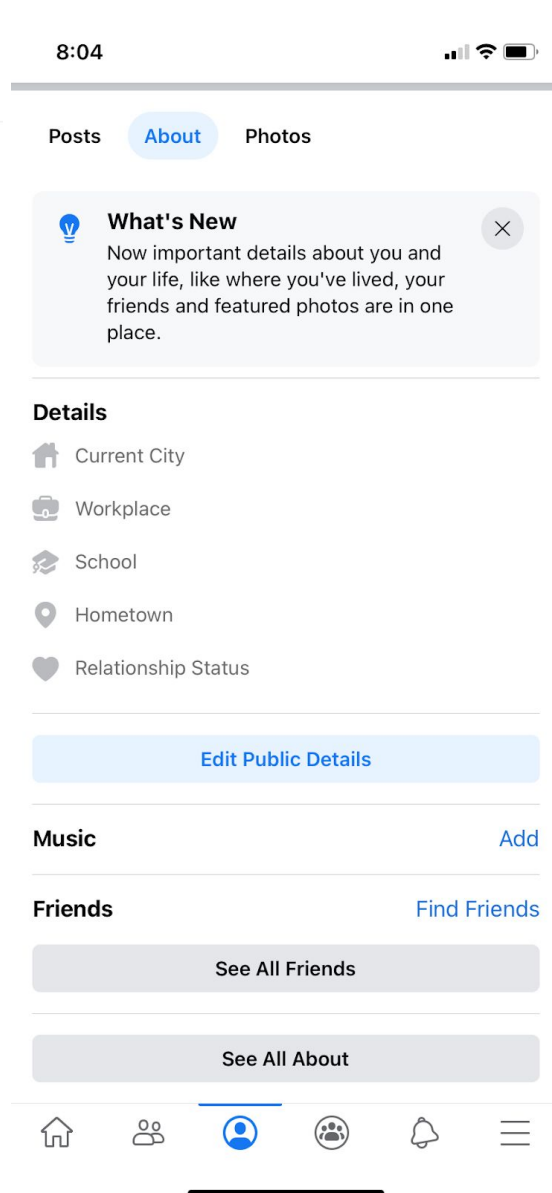 8:04
Posts About Photos
What's New
Now important details about you and
your life, like where you've lived, your
friends and featured photos are in one
place.
Details
Current City
Workplace
School
Hometown
Relationship Status
Edit Public Details
Music Add
Friends Find Friends
See All Friends
See All About